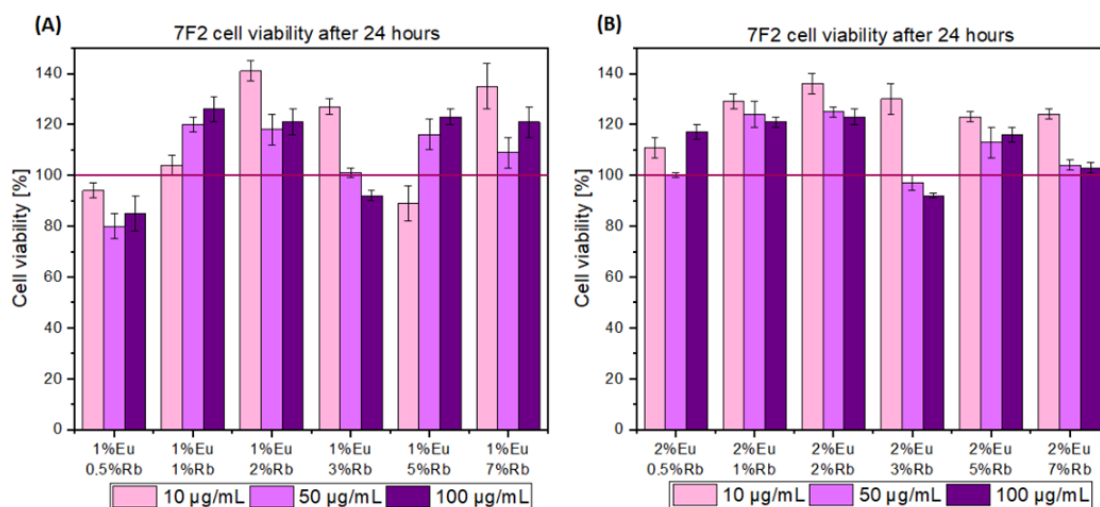 (A)
7F2 cell viability after 24 hours
Cell viability [%]
140
120
100
80
60
40
20
0
1%Eu 1%Eu 1%Eu 1%Eu 1%Eu 1%Eu
0.5%Rb 1%Rb 2%Rb 3%Rb 5%Rb 7%Rb
10 µg/mL 50 µg/mL 100 µg/mL
(B)
7F2 cell viability after 24 hours
Cell viability [%]
140
120
100
80
60
40
20
0
2%Eu 2%Eu 2%Eu 2%Eu 2%Eu 2%Eu
0.5%Rb 1%Rb 2%Rb 3%Rb 5%Rb 7%Rb
10 µg/mL 50 µg/mL 100 µg/mL